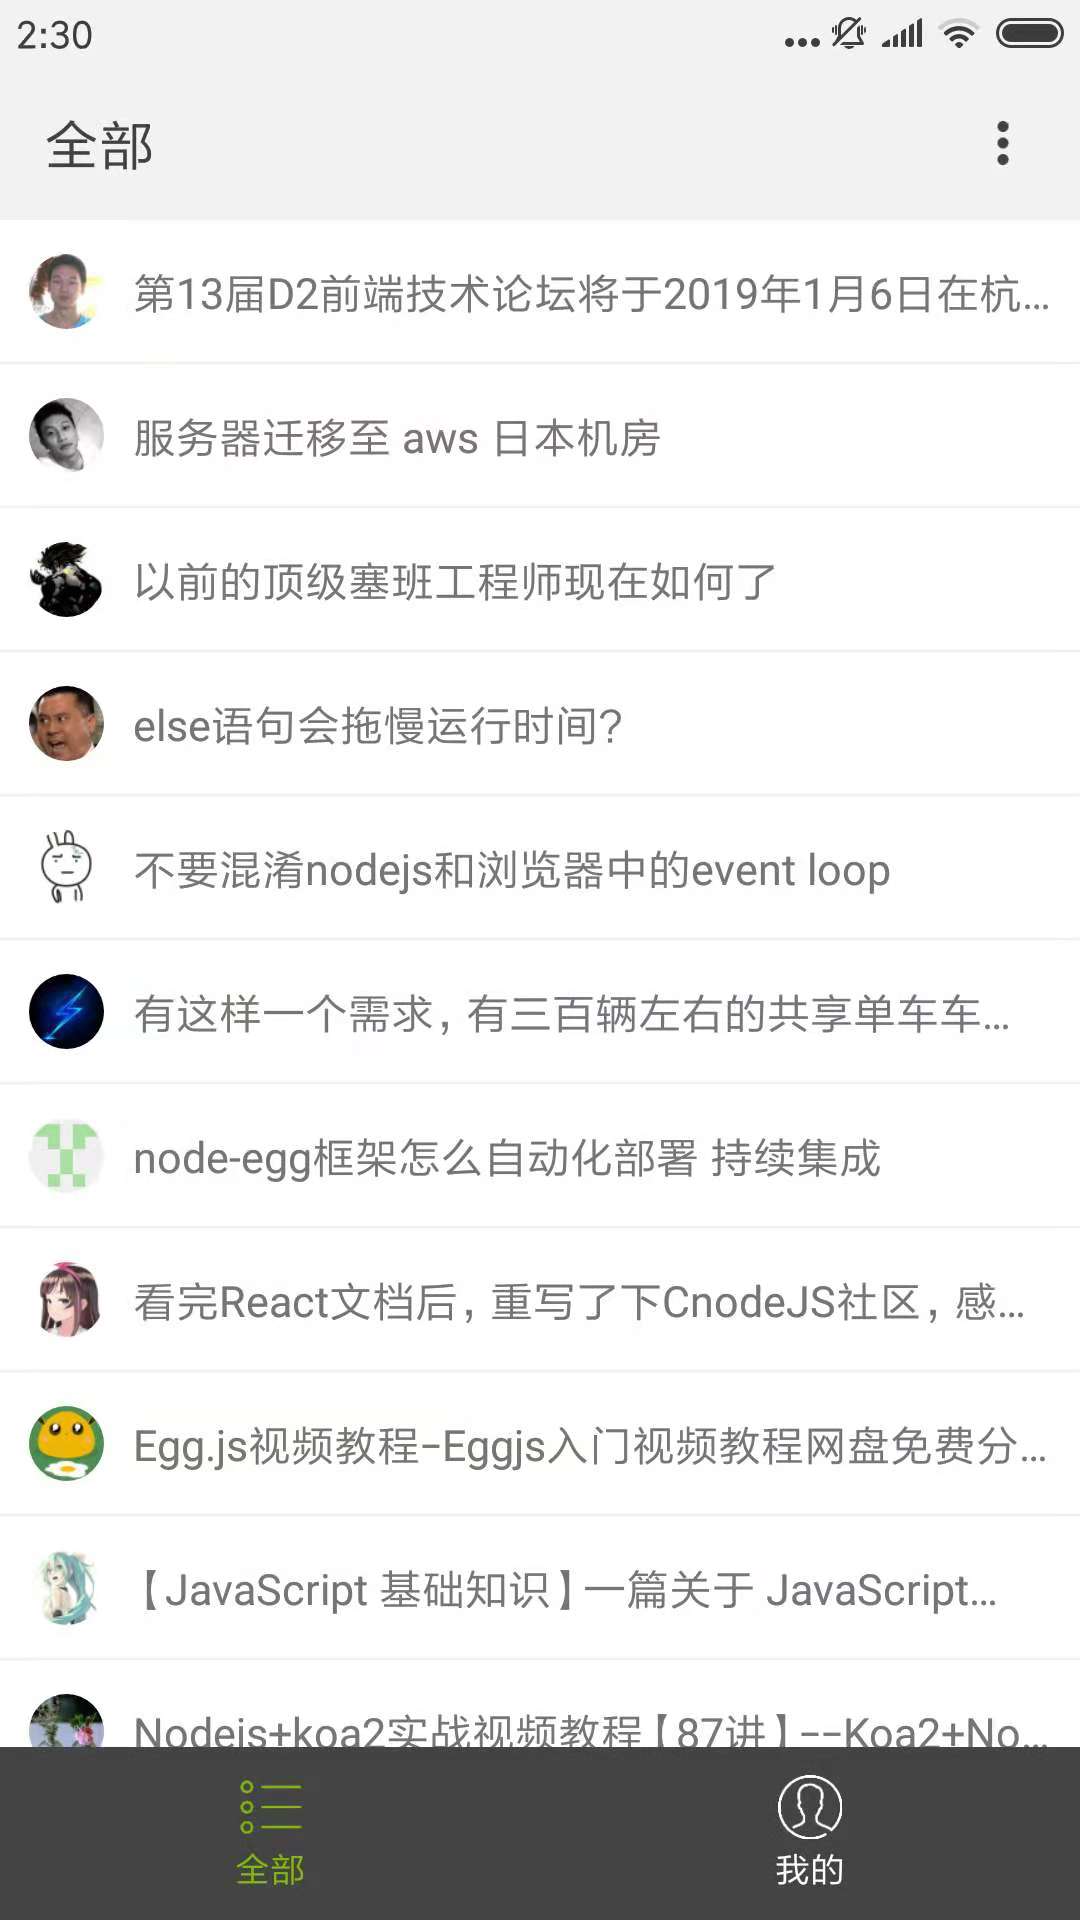 2:30
全部
第13届D2前端技术论坛将于2019年1月6日在杭...
服务器迁移至 aws 日本机房
以前的顶级塞班工程师现在如何了
else语句会拖慢运行时间？
不要混淆nodejs和浏览器中的event loop
有这样一个需求，有三百辆左右的共享单车车...
node-egg框架怎么自动化部署 持续集成
看完React文档后，重写了下CnodeJS社区，感...
Egg.js视频教程-Eggjs入门视频教程网盘免费分...
【JavaScript 基础知识】一篇关于 JavaScript...
Nodejs+koa2实战视频教程【87讲】--Koa2+No...
全部
我的